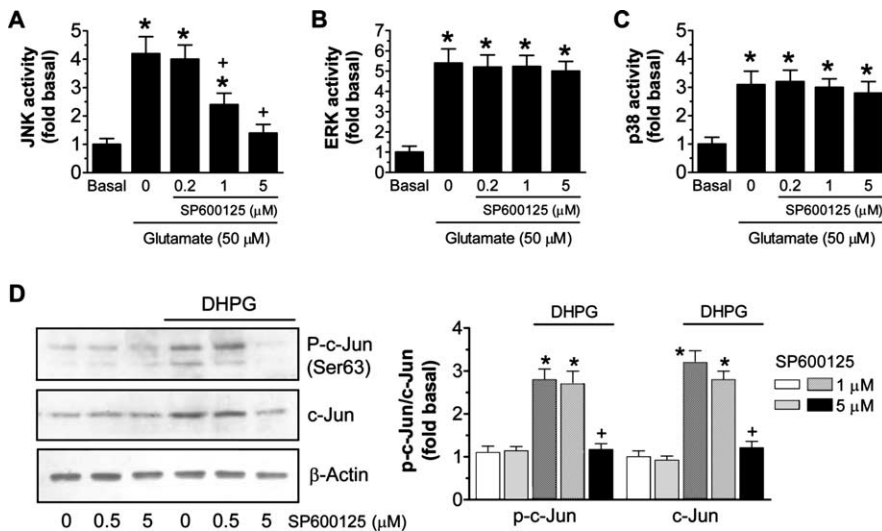 A
JNK activity
(fold basal)
5
4
3
2
1
0
*
*
+
*
+
Basal
0
0.2
1
5
SP600125 (μM)
Glutamate (50 μM)
B
ERK activity
(fold basal)
7
6
5
4
3
2
1
0
*
*
*
*
Basal
0
0.2
1
5
SP600125 (μM)
Glutamate (50 μM)
C
p38 activity
(fold basal)
5
4
3
2
1
0
*
*
*
*
Basal
0
0.2
1
5
SP600125 (μM)
Glutamate (50 μM)
D
DHPG
P-c-Jun
(Ser63)
c-Jun
β-Actin
0 0.5 5 0 0.5 5 SP600125 (μM)
p-c-Jun/c-Jun
(fold basal)
4
3
2
1
0
DHPG
DHPG
*
*
+
*
*
+
p-c-Jun
c-Jun
SP600125
1 μM
5 μM